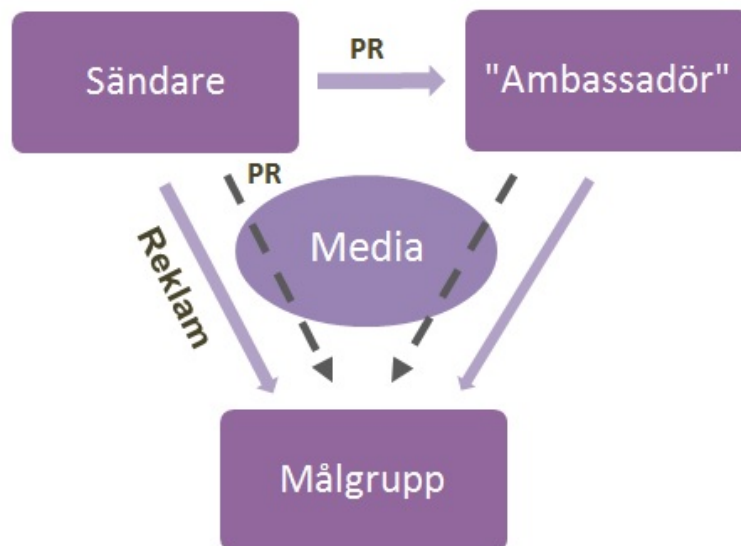 PR
Sändare
"Ambassadör"
PR
Media
Reklam
Målgrupp